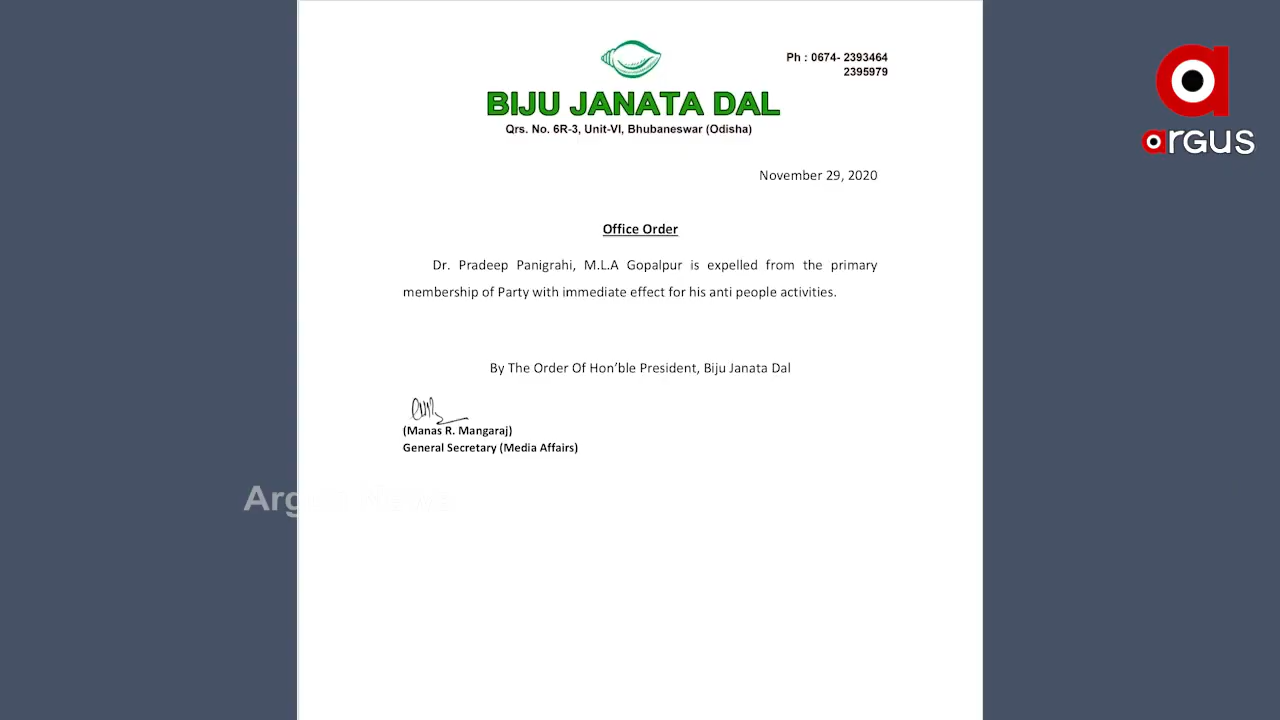 Ph : 0674- 2393464
2395979
BIJU JANATA DAL
Qrs. No. 6R-3, Unit-VI, Bhubaneswar (Odisha)
argus
November 29, 2020
Office Order
Dr. Pradeep Panigrahi, M.L.A Gopalpur is expelled from the primary
membership of Party with immediate effect for his anti people activities.
By The Order Of Hon'ble President, Biju Janata Dal
(Manas R. Mangaraj)
General Secretary (Media Affairs)
Argus News